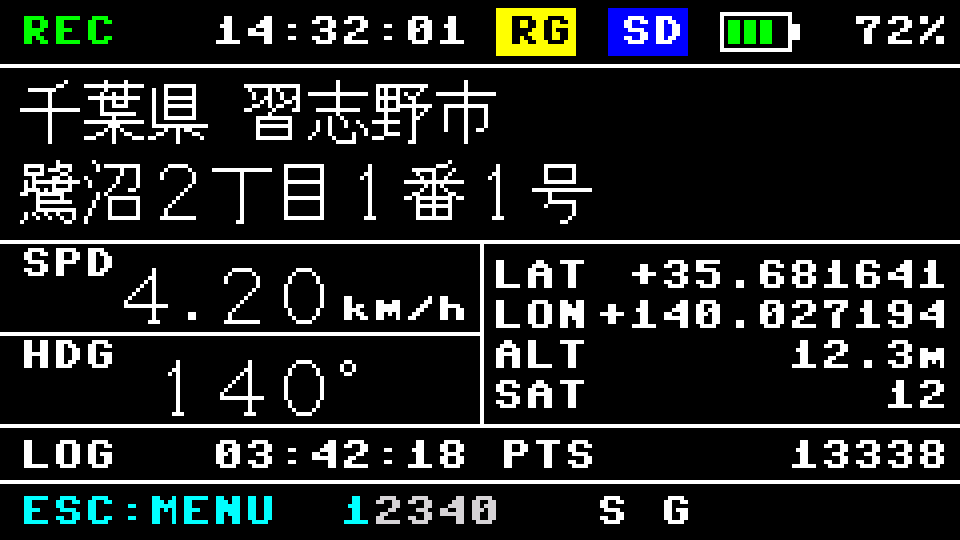 REC 14:32:01 RG SD 72%
千葉県 習志野市
鷺沼2丁目1番1号
SPD 4.20 km/h
HDG 140°
LAT +35.681641
LON +140.027194
ALT 12.3m
SAT 12
LOG 03:42:18 PTS 13338
ESC:MENU 12340 S G